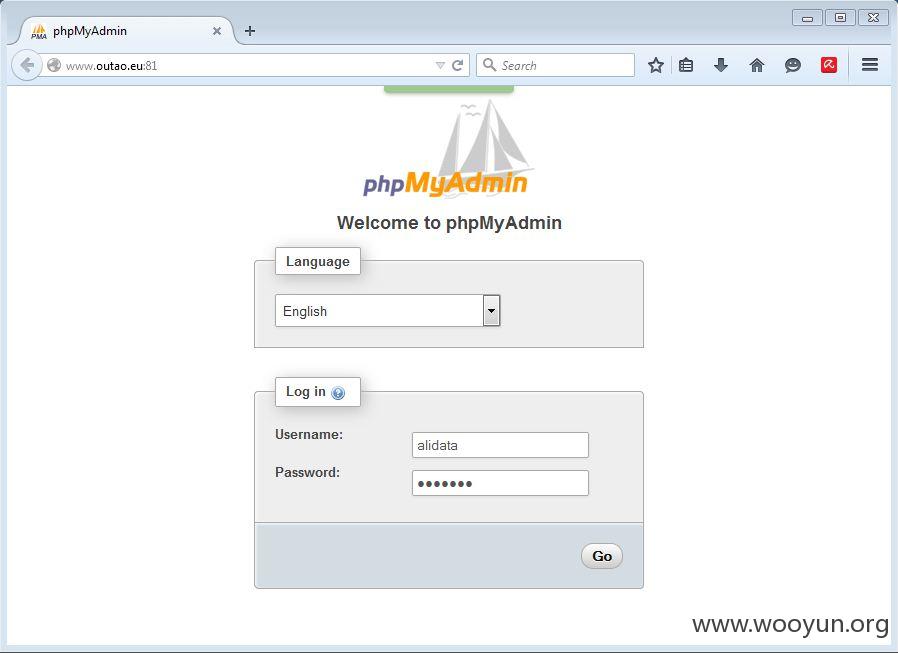 phpMyAdmin
www.outao.eu:81
Search
phpMyAdmin
Welcome to phpMyAdmin
Language
English
Log in
Username:
alidata
Password:
•••••••
Go
www.wooyun.org